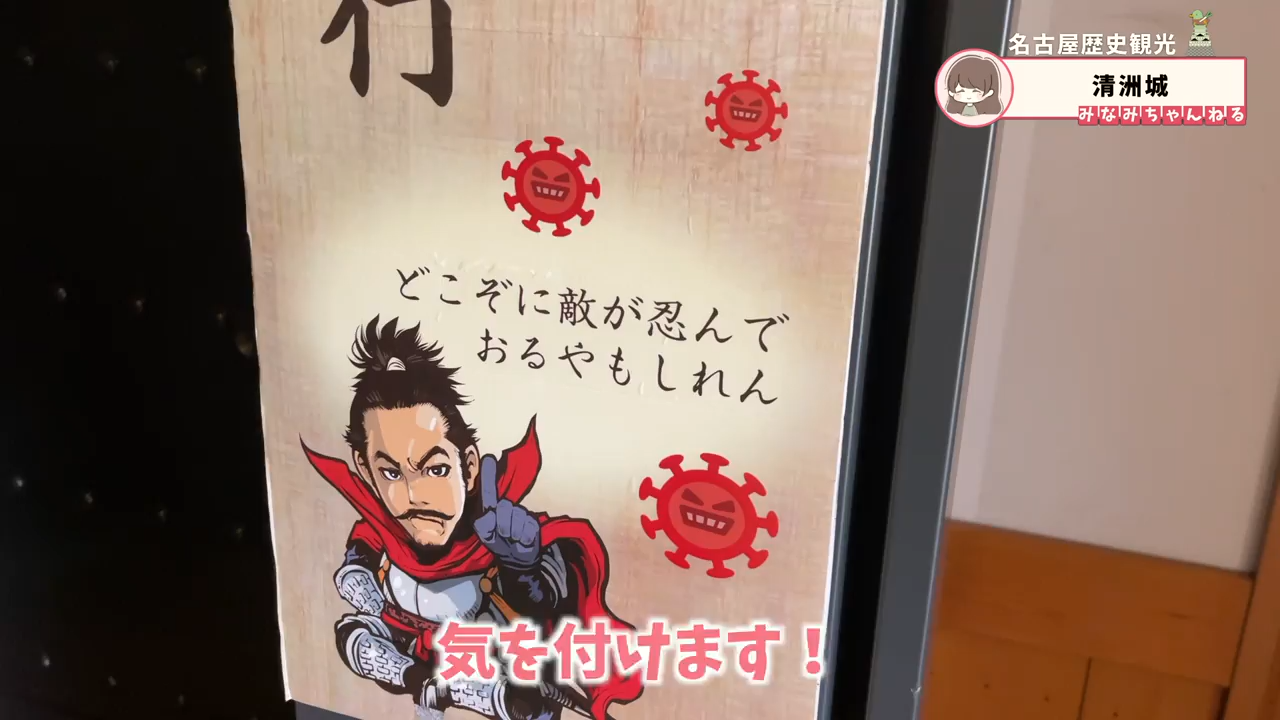 行
名古屋歴史観光
清洲城
みなみちゃんねる
どこぞに敵が忍んで
おるやもしれん
気を付けます！